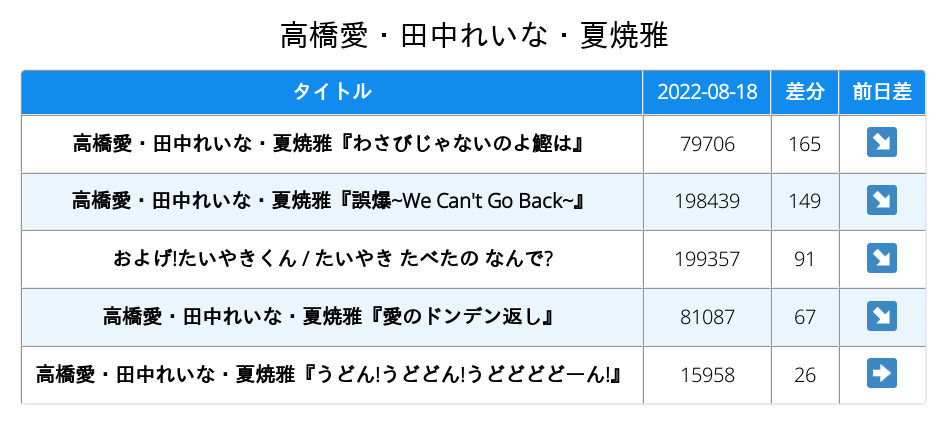 高橋愛・田中れいな・夏焼雅
タイトル 2022-08-18 差分 前日差
高橋愛・田中れいな・夏焼雅『わさびじゃないのよ鰹は』 79706 165 ↘
高橋愛・田中れいな・夏焼雅『誤爆~We Can't Go Back~』 198439 149 ↘
およげ!たいやきくん / たいやき たべたの なんで? 199357 91 ↘
高橋愛・田中れいな・夏焼雅『愛のドンデン返し』 81087 67 ↘
高橋愛・田中れいな・夏焼雅『うどん!うどどん!うどどどどーん!』 15958 26 ➡